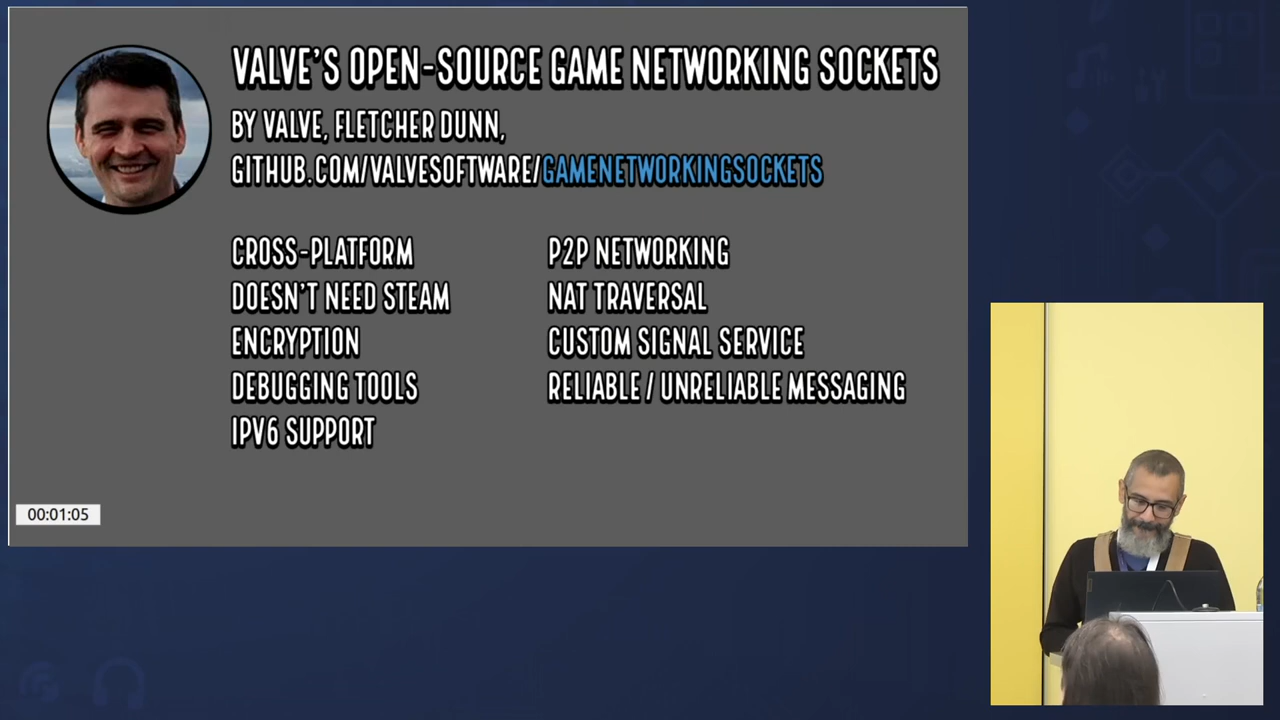 VALVE'S OPEN-SOURCE GAME NETWORKING SOCKETS
BY VALVE, FLETCHER DUNN,
GITHUB.COM/VALVESOFTWARE/GAMENETWORKINGSOCKETS
CROSS-PLATFORM
DOESN'T NEED STEAM
ENCRYPTION
DEBUGGING TOOLS
IPV6 SUPPORT
P2P NETWORKING
NAT TRAVERSAL
CUSTOM SIGNAL SERVICE
RELIABLE / UNRELIABLE MESSAGING
00:01:05